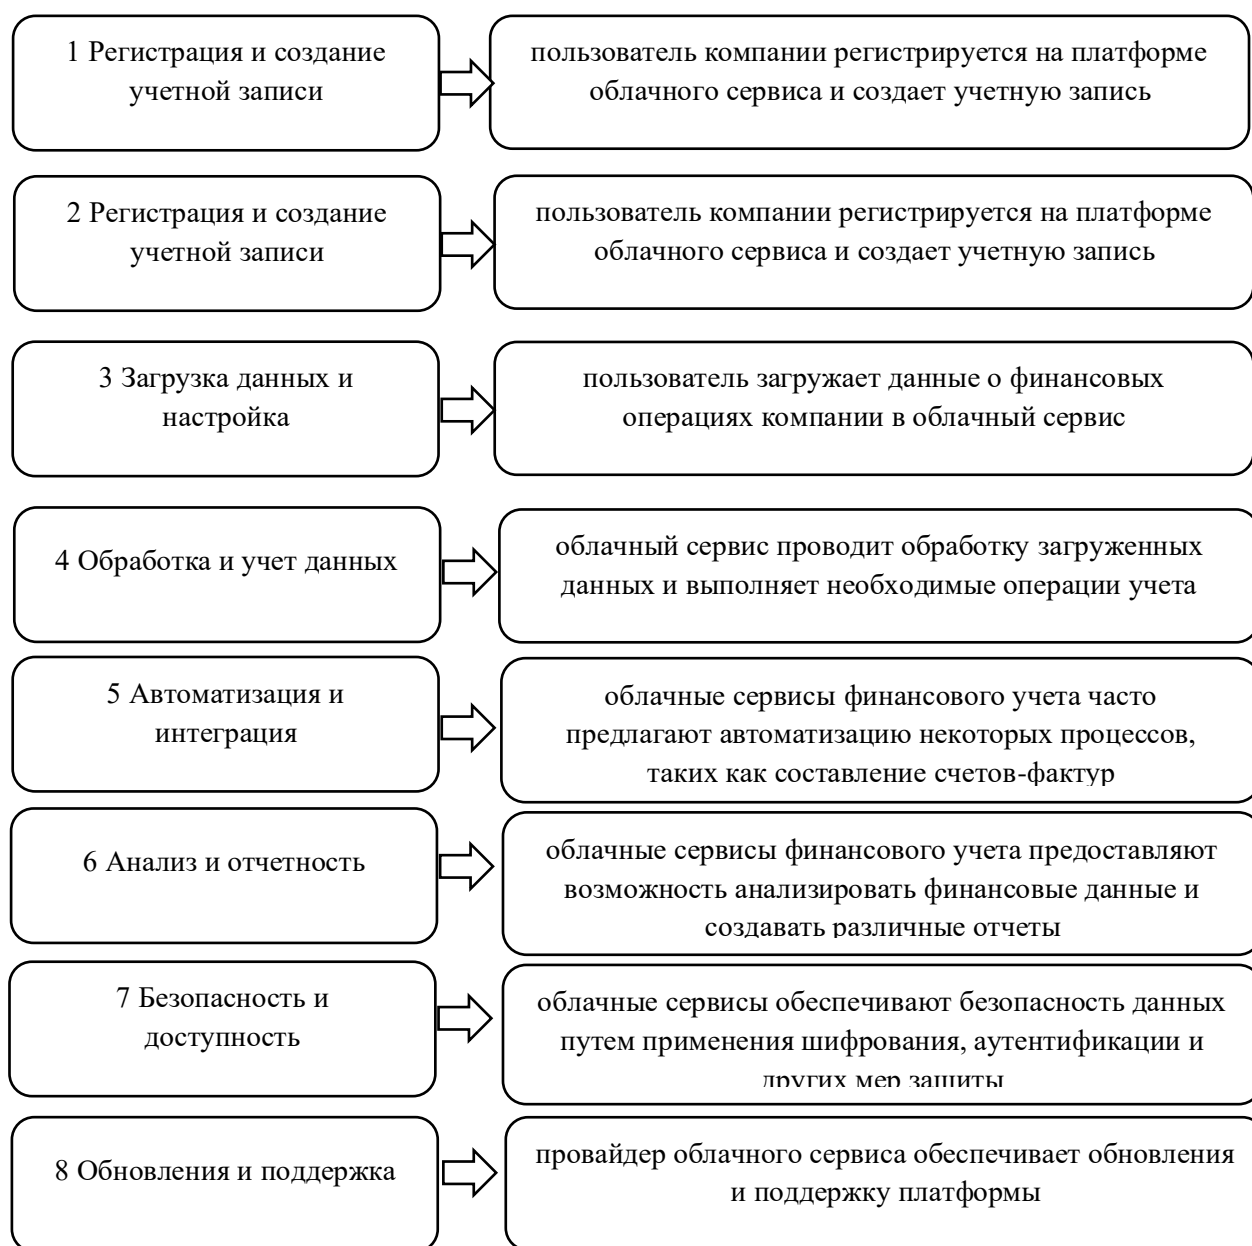 1 Регистрация и создание
учетной записи
пользователь компании регистрируется на платформе
облачного сервиса и создает учетную запись
2 Регистрация и создание
учетной записи
пользователь компании регистрируется на платформе
облачного сервиса и создает учетную запись
3 Загрузка данных и
настройка
пользователь загружает данные о финансовых
операциях компании в облачный сервис
4 Обработка и учет данных
облачный сервис проводит обработку загруженных
данных и выполняет необходимые операции учета
5 Автоматизация и
интеграция
облачные сервисы финансового учета часто
предлагают автоматизацию некоторых процессов,
таких как составление счетов-фактур
6 Анализ и отчетность
облачные сервисы финансового учета предоставляют
возможность анализировать финансовые данные и
создавать различные отчеты
7 Безопасность и
доступность
облачные сервисы обеспечивают безопасность данных
путем применения шифрования, аутентификации и
других мер защиты
8 Обновления и поддержка
провайдер облачного сервиса обеспечивает обновления
и поддержку платформы